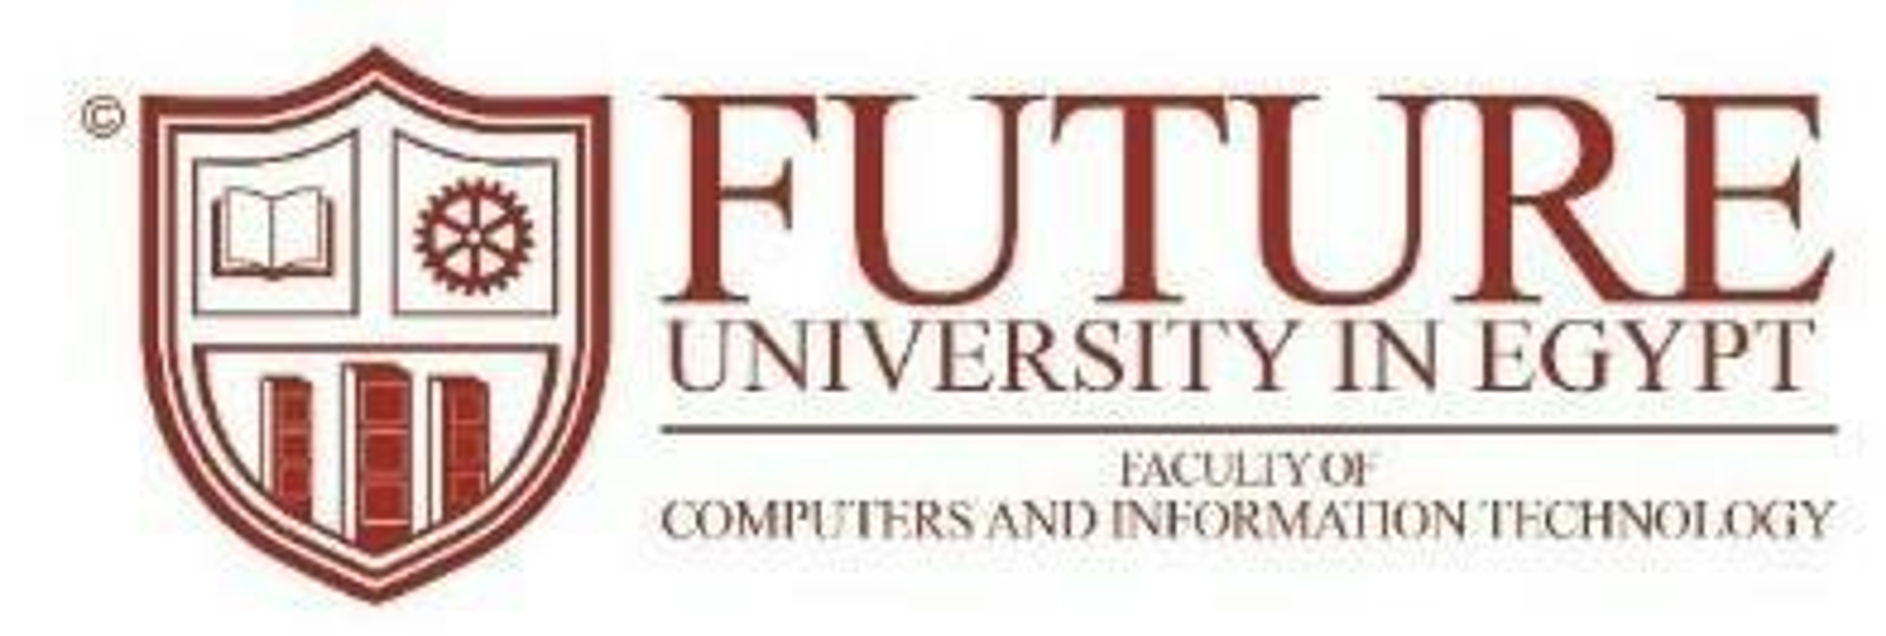 ©
FUTURE
UNIVERSITY IN EGYPT
FACULTY OF
COMPUTERS AND INFORMATION TECHNOLOGY